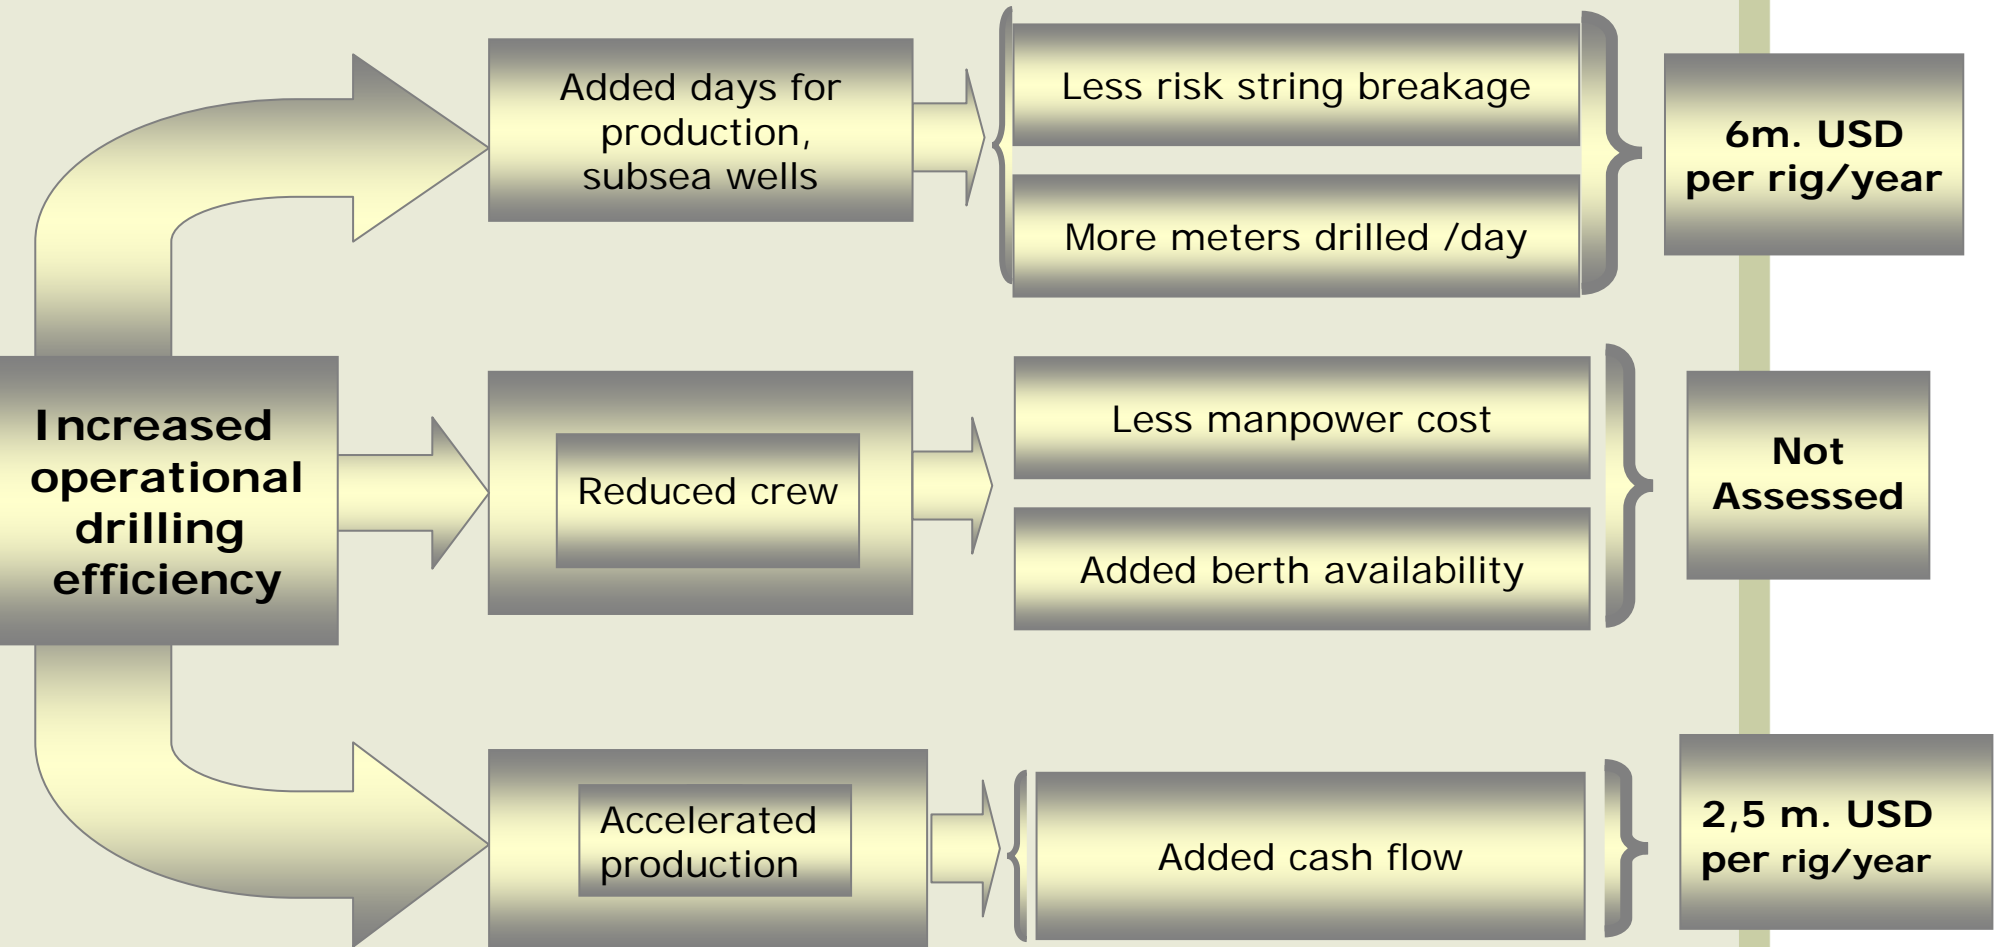 Added days for
production,
subsea wells
Less risk string breakage
More meters drilled /day
6m. USD
per rig/year
Increased
operational
drilling
efficiency
Reduced crew
Less manpower cost
Added berth availability
Not
Assessed
Accelerated
production
Added cash flow
2,5 m. USD
per rig/year